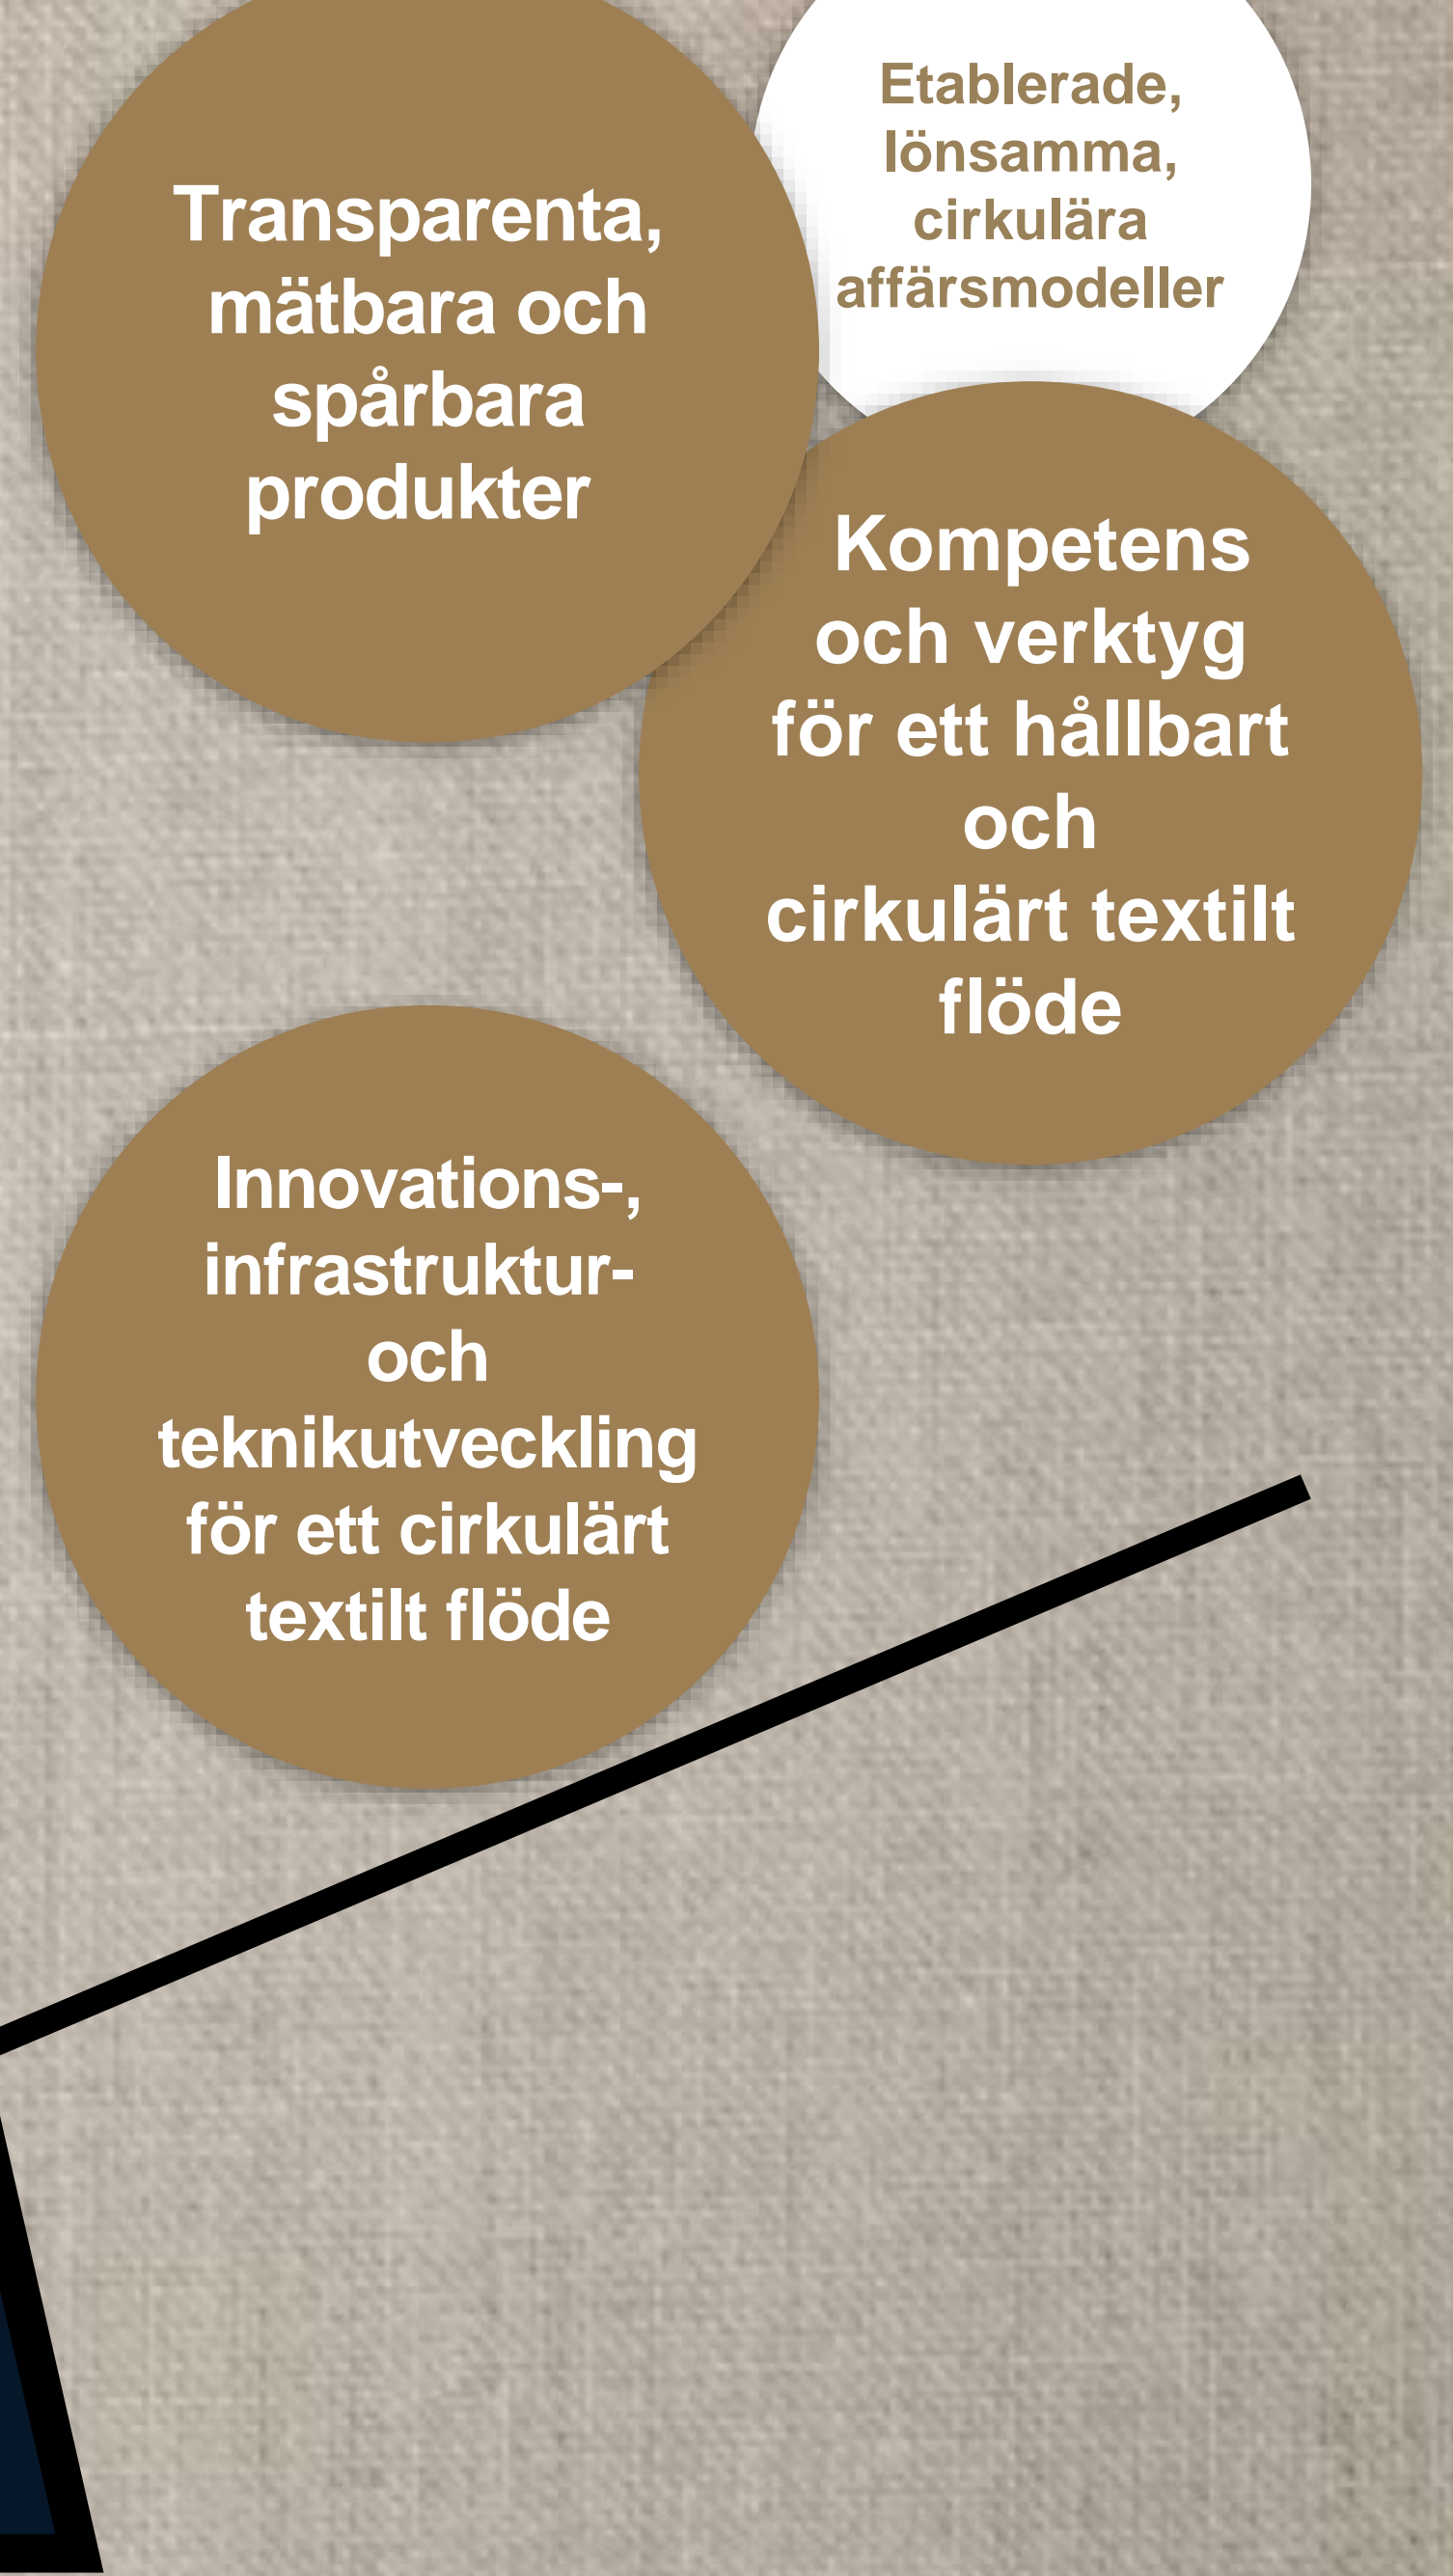 Etablerade,
lönsamma,
cirkulära
affärsmodeller
Transparenta,
mätbara och
spårbara
produkter
Kompetens
och verktyg
för ett hållbart
och
cirkulärt textilt
flöde
Innovations-,
infrastruktur-
och
teknikutveckling
för ett cirkulärt
textilt flöde